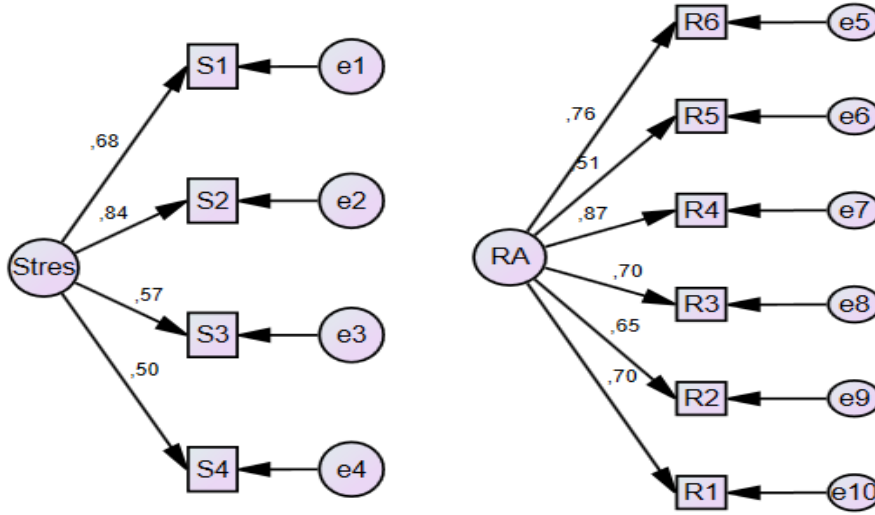 S1
e1
,68
S2
e2
,84
Stres
,57
S3
e3
,50
S4
e4
R6
e5
,76
R5
e6
,51
R4
e7
,87
RA
,70
R3
e8
,65
R2
e9
,70
R1
e10